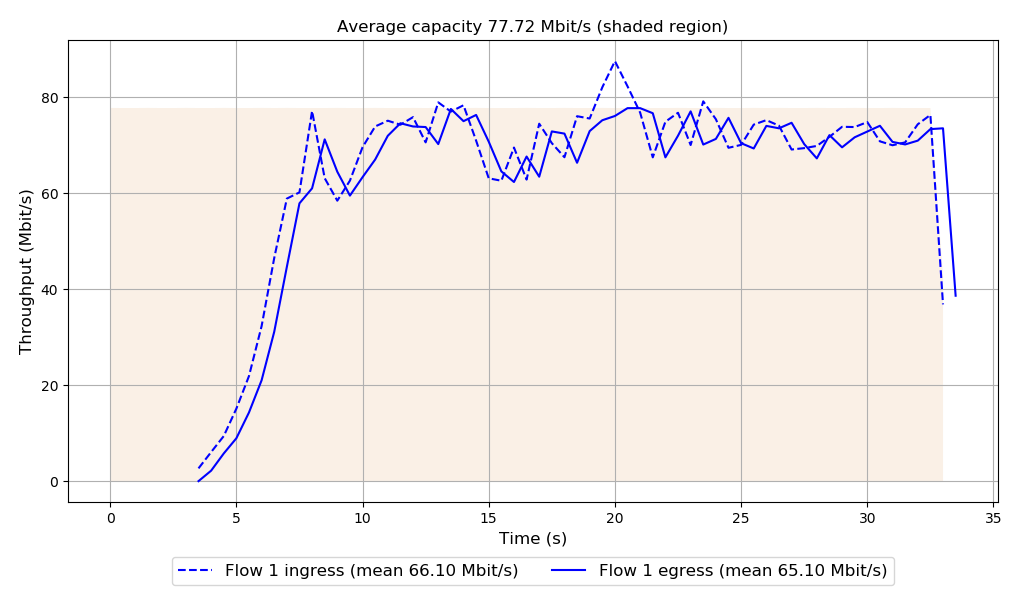 Average capacity 77.72 Mbit/s (shaded region)
Throughput (Mbit/s)
80
60
40
20
0
0 5 10 15 20 25 30 35
Time (s)
Flow 1 ingress (mean 66.10 Mbit/s) Flow 1 egress (mean 65.10 Mbit/s)